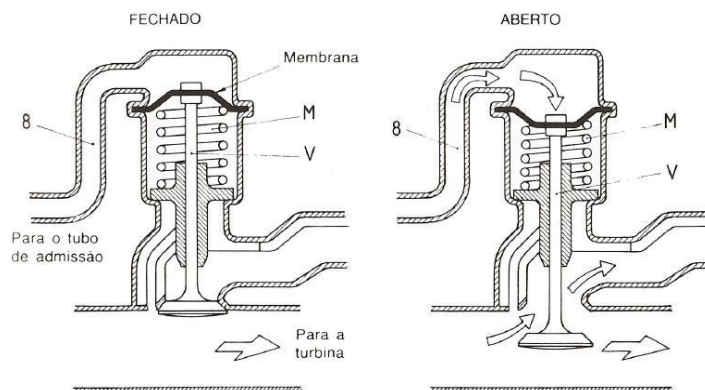 FECHADO
Membrana
8
M
V
Para o tubo
de admissão
Para a
turbina
ABERTO
8
M
V